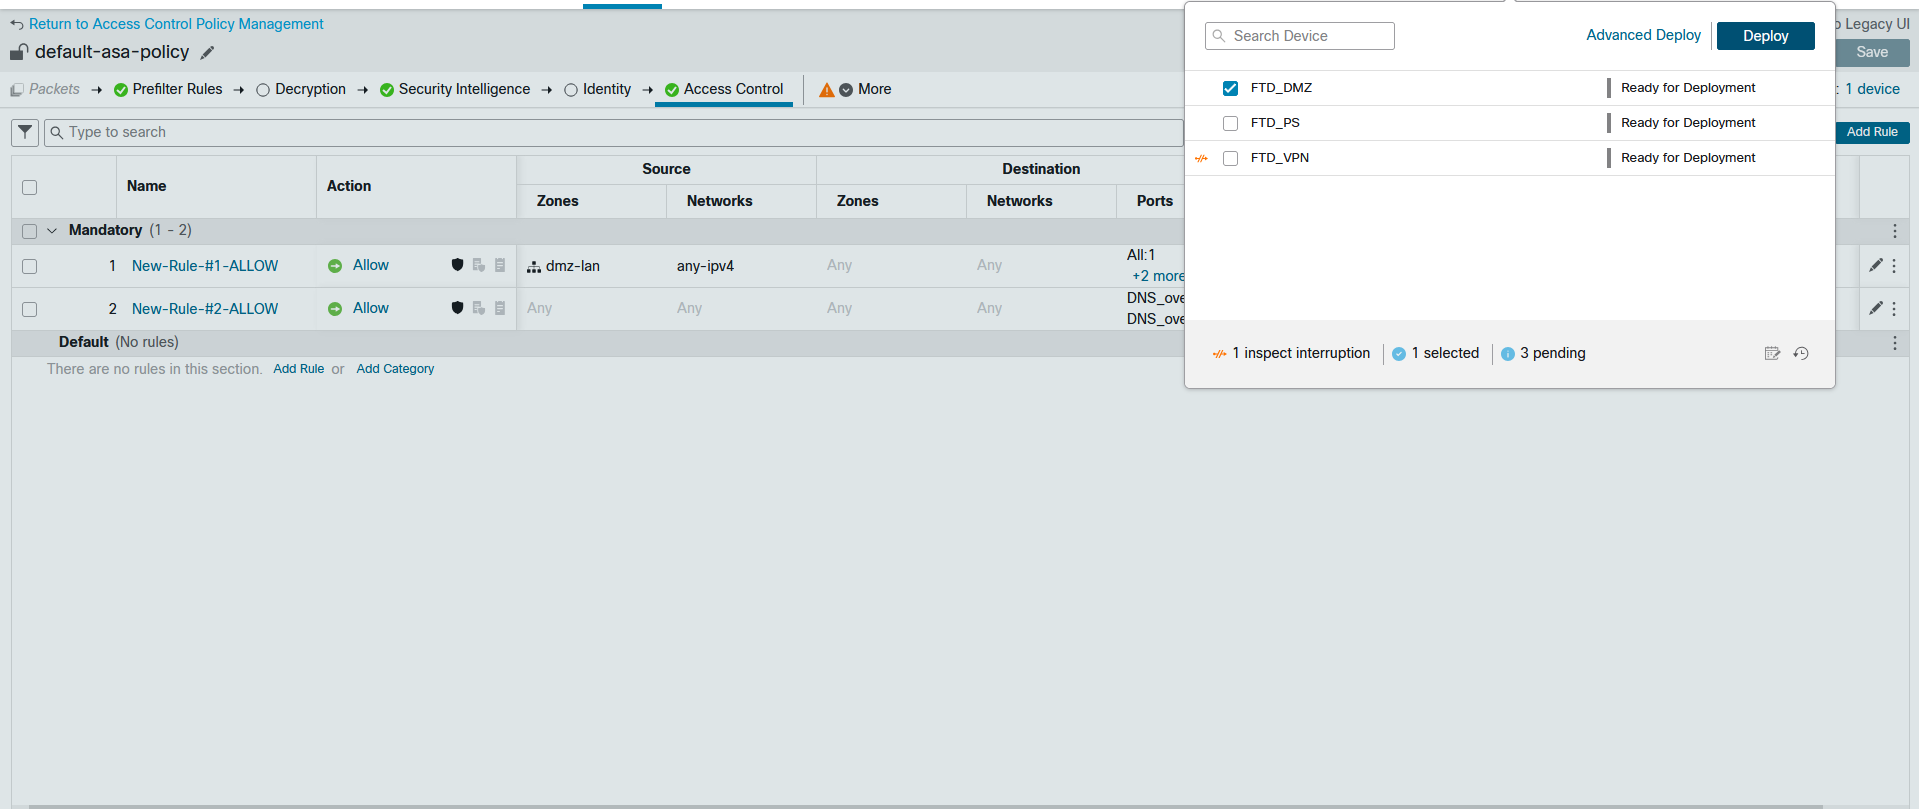 Return to Access Control Policy Management
Legacy UI
default-asa-policy
Save
Search Device
Advanced Deploy
Deploy
Packets
Prefilter Rules
Decryption
Security Intelligence
Identity
Access Control
More
: 1 device
FTD_DMZ
Ready for Deployment
FTD_PS
Ready for Deployment
FTD_VPN
Ready for Deployment
1 inspect interruption
1 selected
3 pending
Type to search
Add Rule
Name
Action
Source
Destination
Zones
Networks
Zones
Networks
Ports
Mandatory (1 - 2)
1
New-Rule-#1-ALLOW
Allow
dmz-lan
any-ipv4
Any
Any
All:1
+2 more
2
New-Rule-#2-ALLOW
Allow
Any
Any
Any
Any
DNS_ove
DNS_ove
Default (No rules)
There are no rules in this section. Add Rule or Add Category